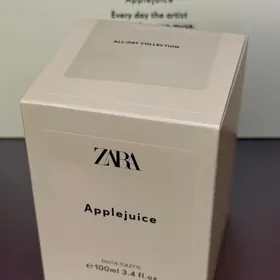 Applejuice
Every day the artist
ALL-DAY COLLECTION
ZARA
Applejuice
EAU DE TOILETTE
℮100ml 3.4 fl.oz